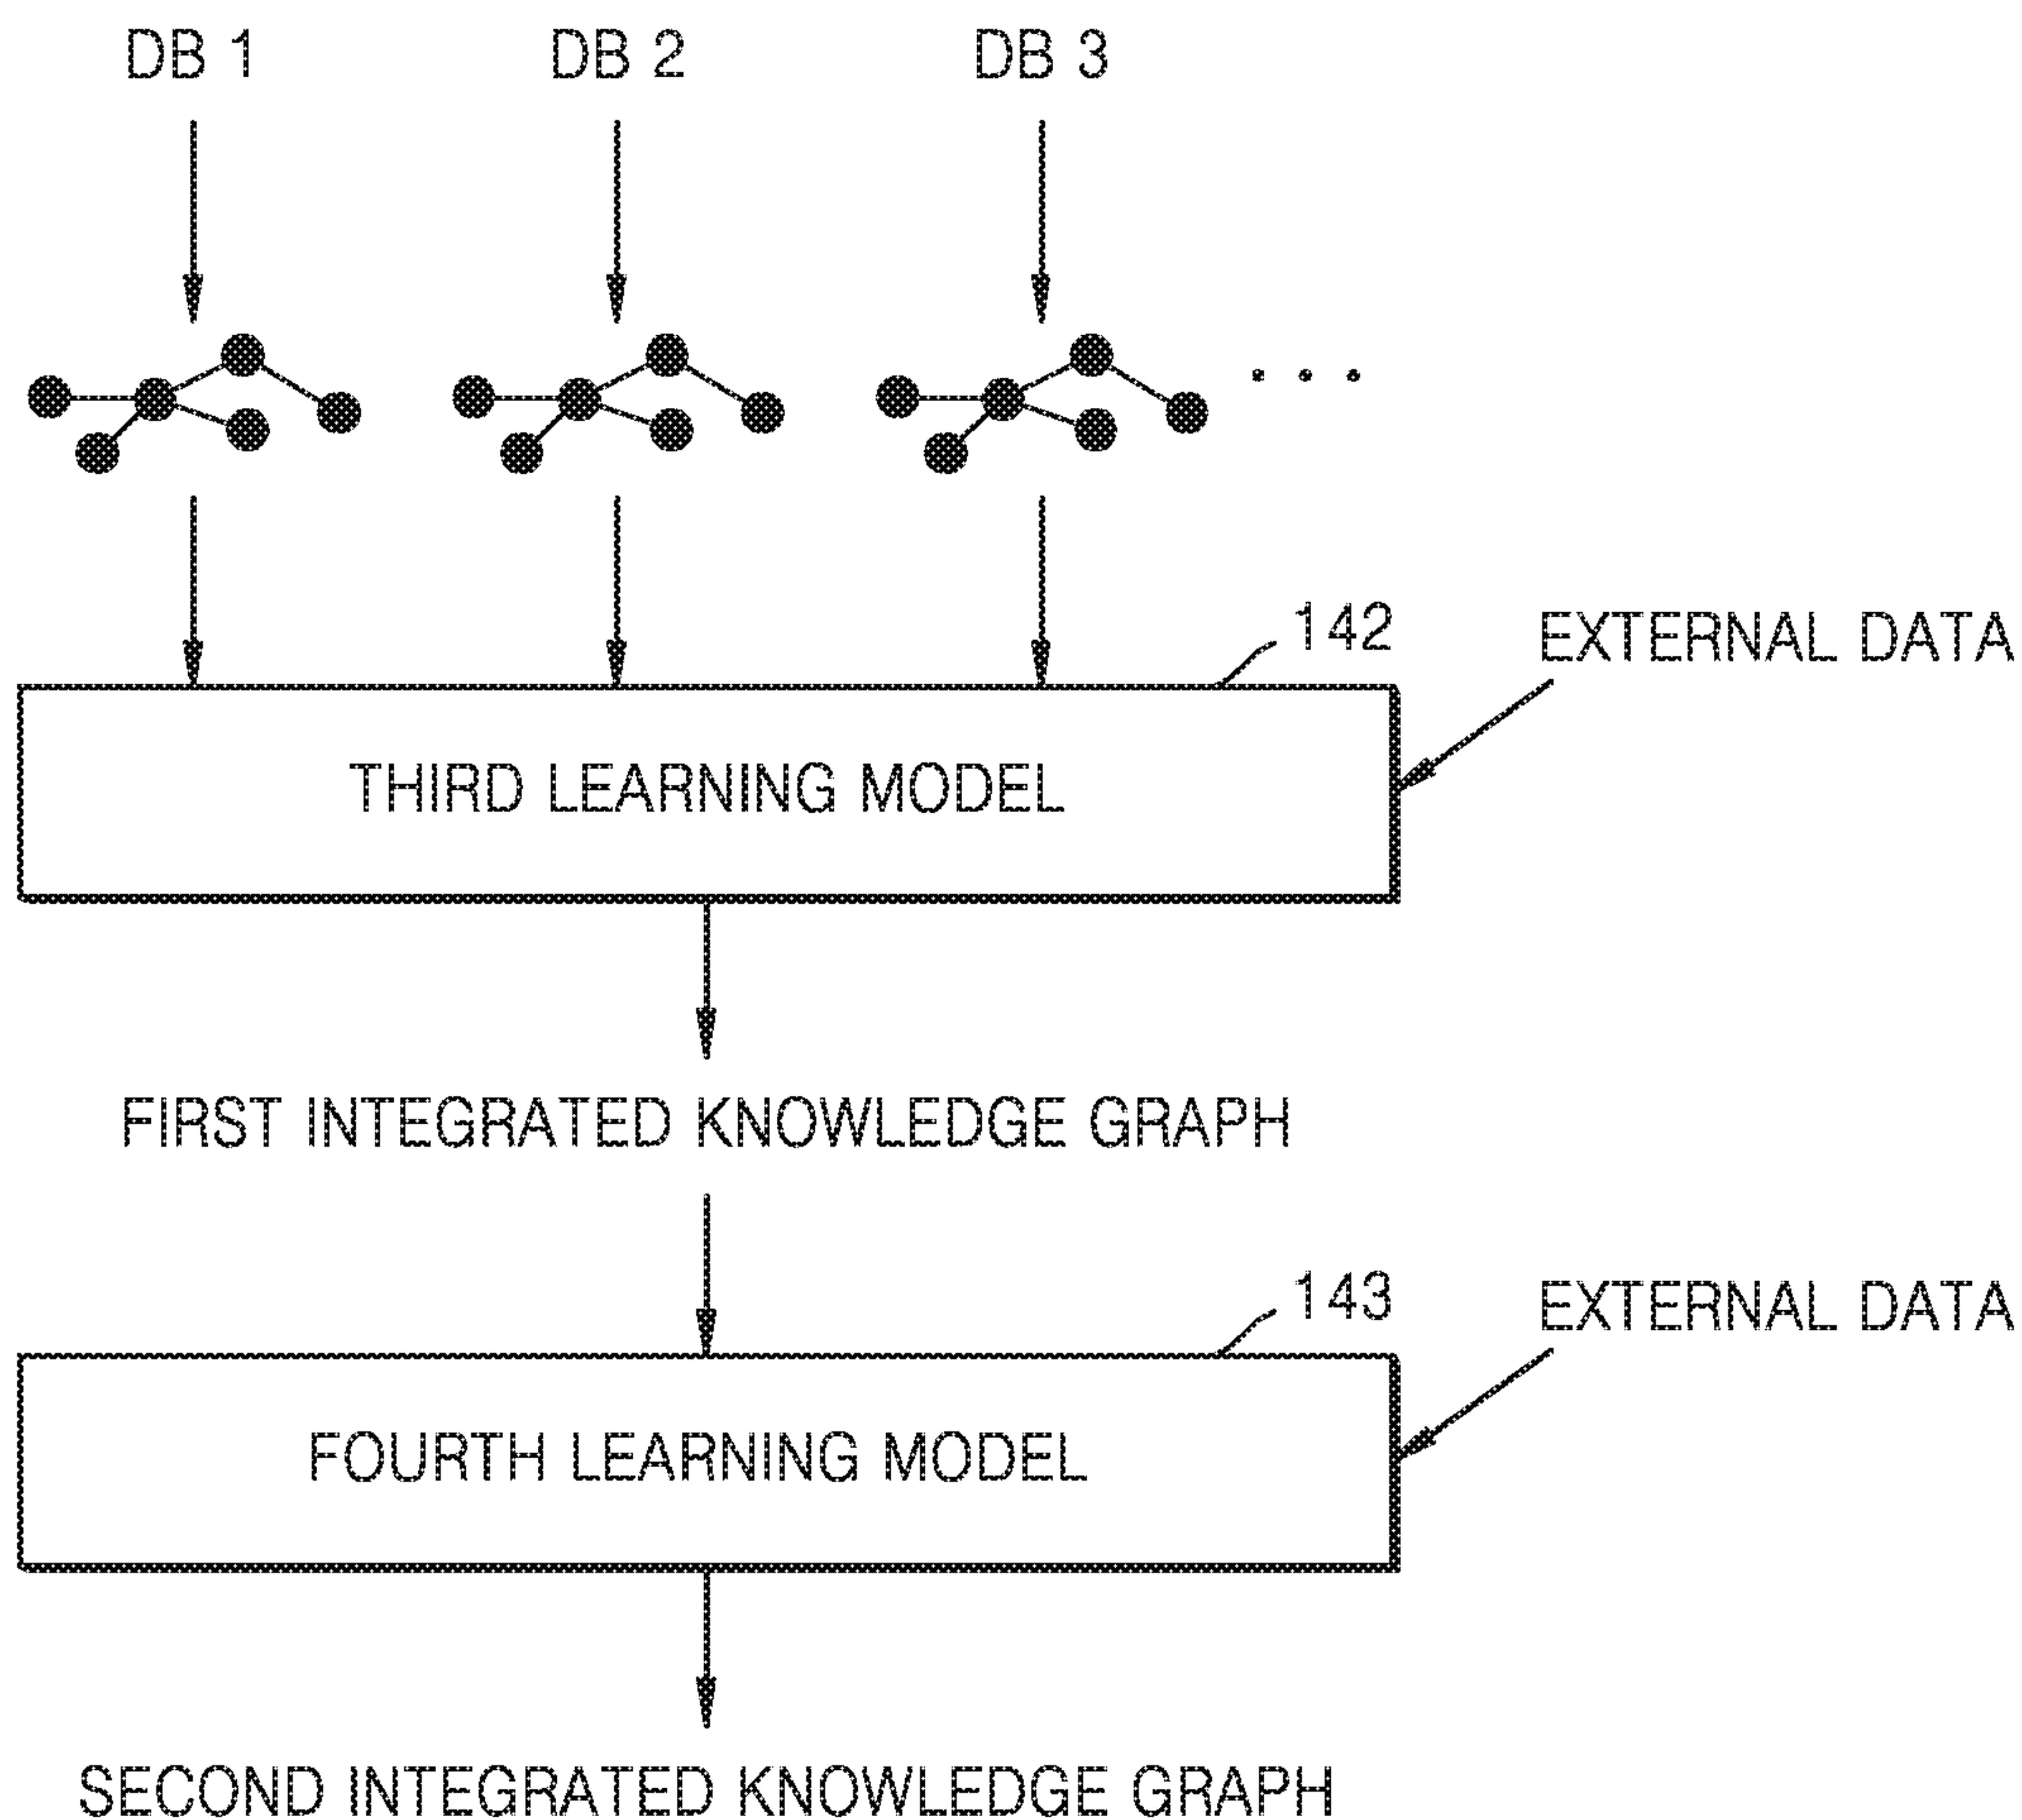 DB 1 DB 2 DB 3
. . .
142
EXTERNAL DATA
THIRD LEARNING MODEL
FIRST INTEGRATED KNOWLEDGE GRAPH
143
EXTERNAL DATA
FOURTH LEARNING MODEL
SECOND INTEGRATED KNOWLEDGE GRAPH